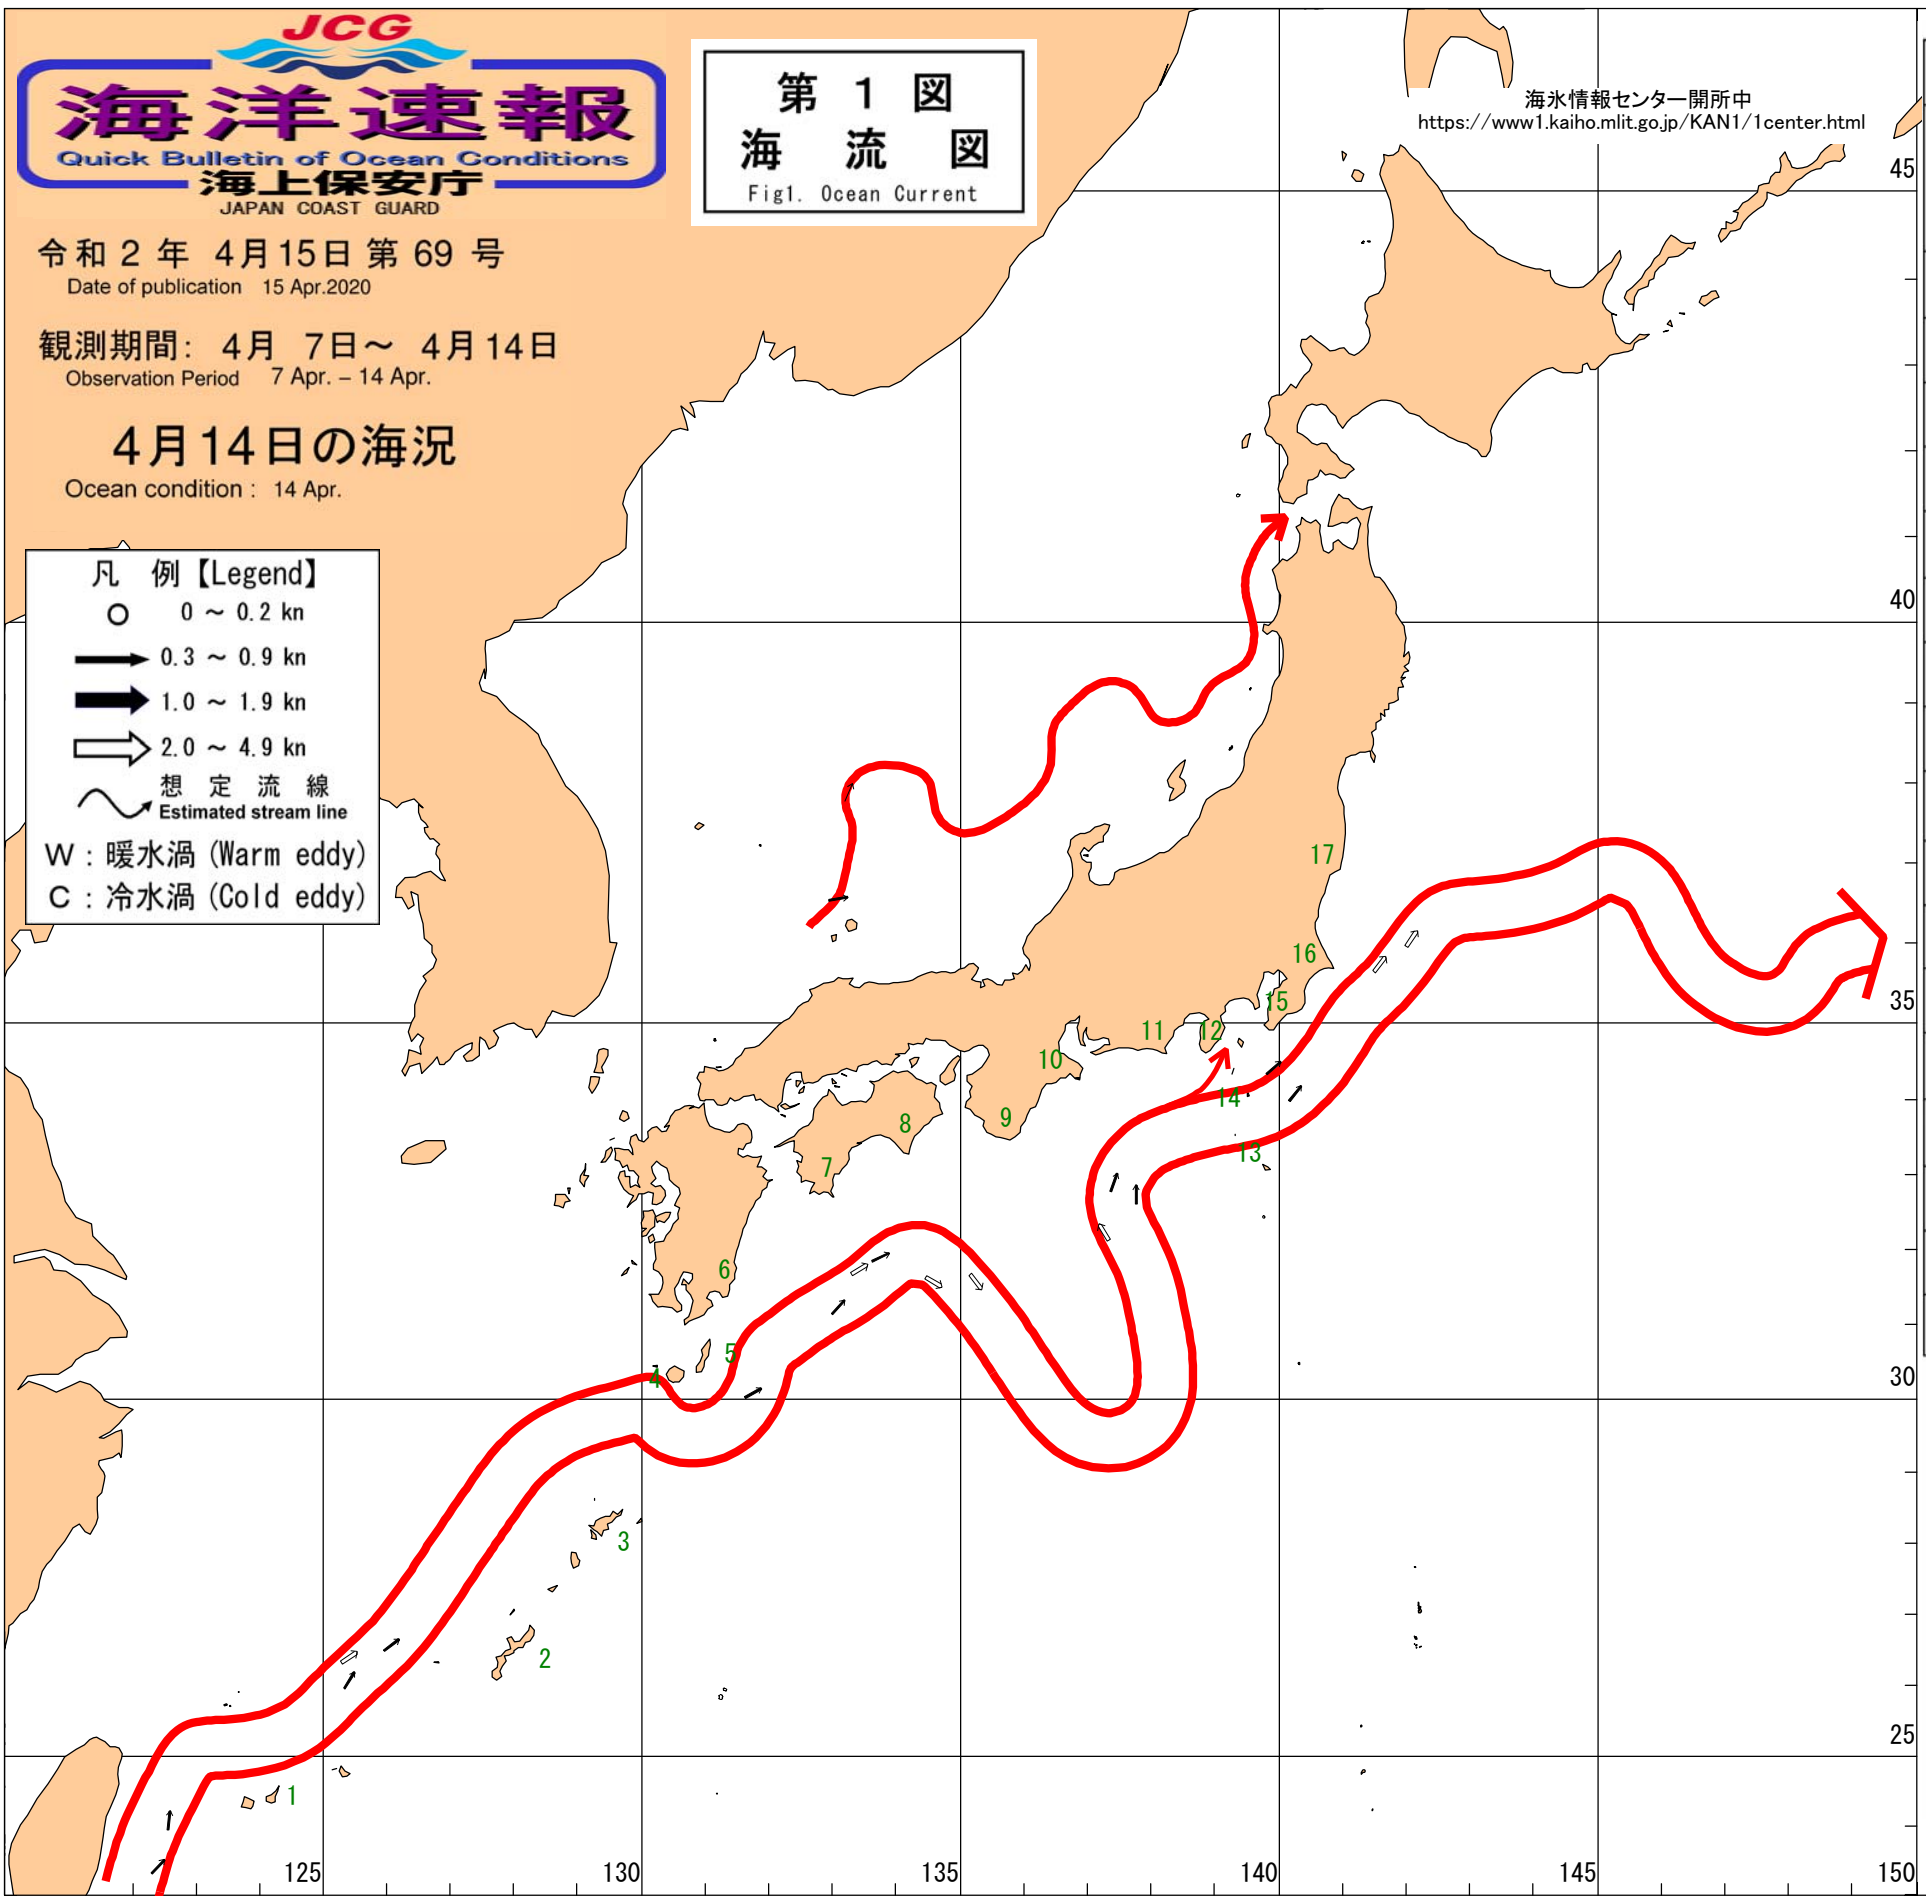 JCG
海洋速報
Quick Bulletin of Ocean Conditions
海上保安庁
JAPAN COAST GUARD
第 1 図
海 流 図
Fig1. Ocean Current
海氷情報センター開所中
https://www1.kaiho.mlit.go.jp/KAN1/1center.html
令和 2 年 4月15日 第 69 号
Date of publication 15 Apr.2020
観測期間: 4月 7日～ 4月14日
Observation Period 7 Apr. – 14 Apr.
4月14日の海況
Ocean condition : 14 Apr.
凡 例【Legend】
0 ～ 0.2 kn
0.3 ～ 0.9 kn
1.0 ～ 1.9 kn
2.0 ～ 4.9 kn
想 定 流 線
Estimated stream line
W : 暖水渦 (Warm eddy)
C : 冷水渦 (Cold eddy)
45
40
17
16
35
15
12
11
10
14
9
8
13
7
6
5
4
30
3
2
25
1
125
130
135
140
145
150